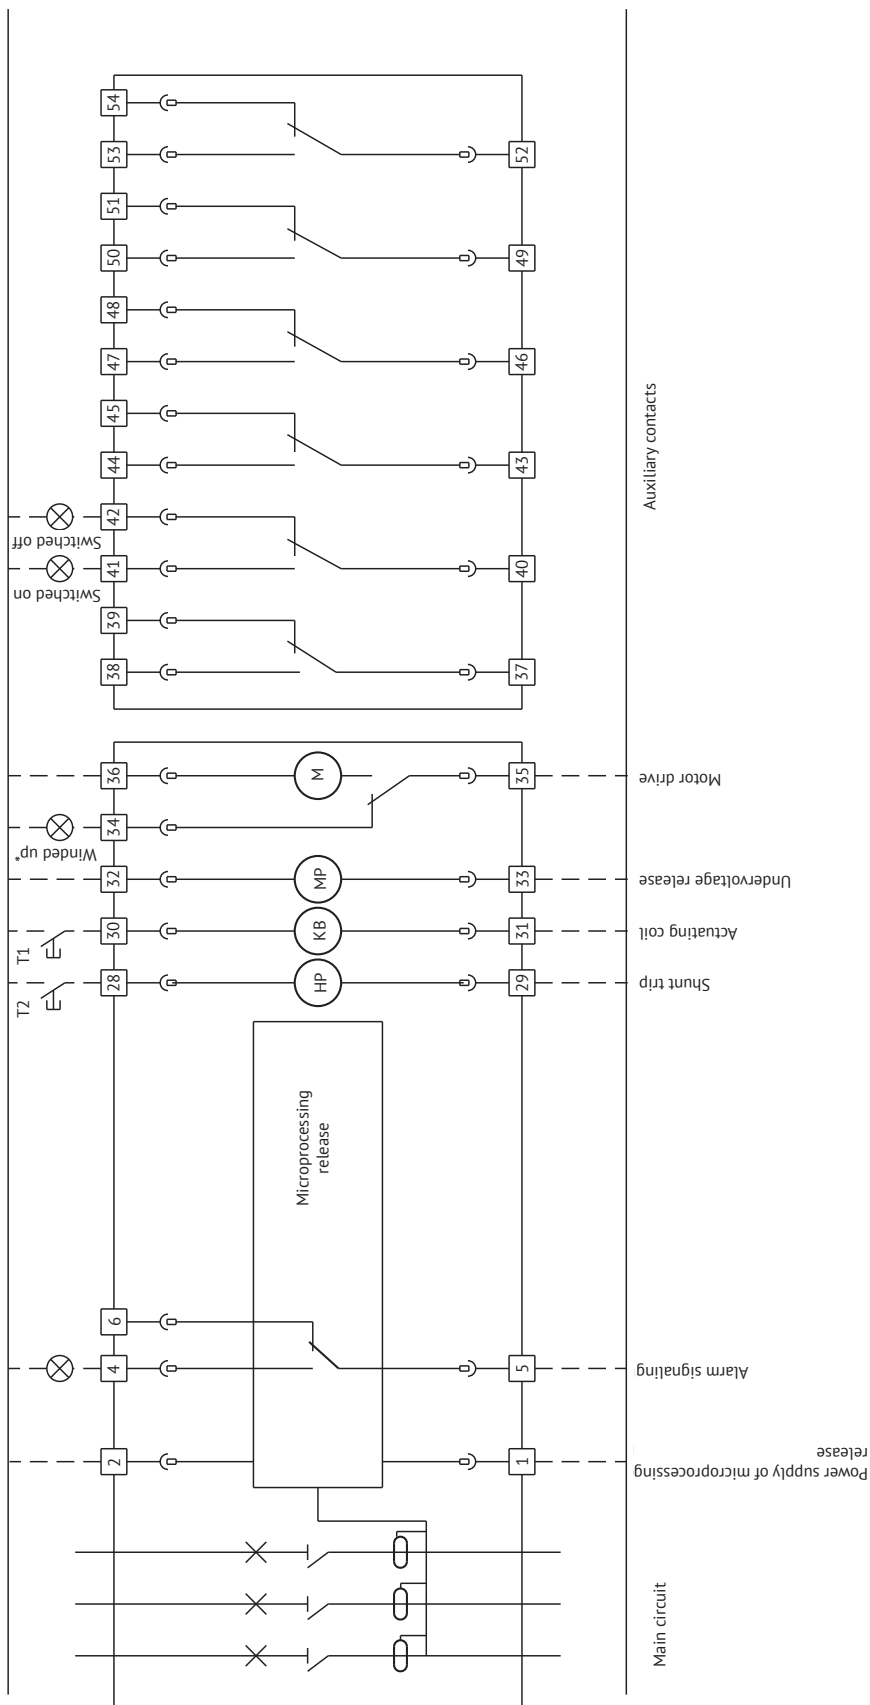 54
53
52
51
50
49
48
47
46
45
44
43
42
Switched off
41
40
Switched on
39
38
37
Auxiliary contacts
36
M
35
Motor drive
34
Winded up*
32
MP
33
Undervoltage release
T1
30
KB
31
Actuating coil
T2
28
HP
29
Shunt trip
Microprocessing
release
6
4
5
Alarm signaling
2
1
Power supply of microprocessing
release
Main circuit